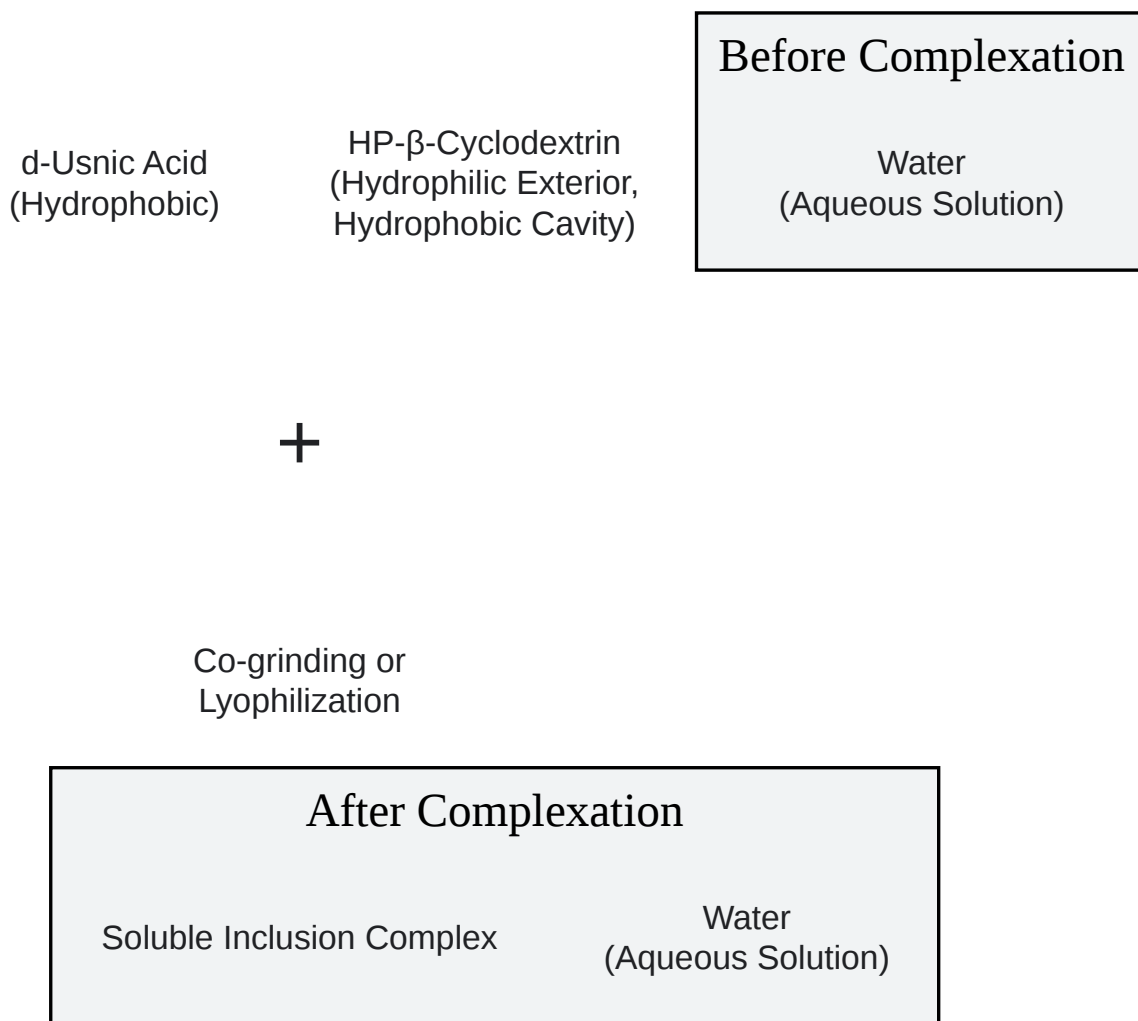 Before Complexation
d-Usnic Acid
(Hydrophobic)
HP-β-Cyclodextrin
(Hydrophilic Exterior,
Hydrophobic Cavity)
Water
(Aqueous Solution)
+
Co-grinding or
Lyophilization
After Complexation
Soluble Inclusion Complex
Water
(Aqueous Solution)